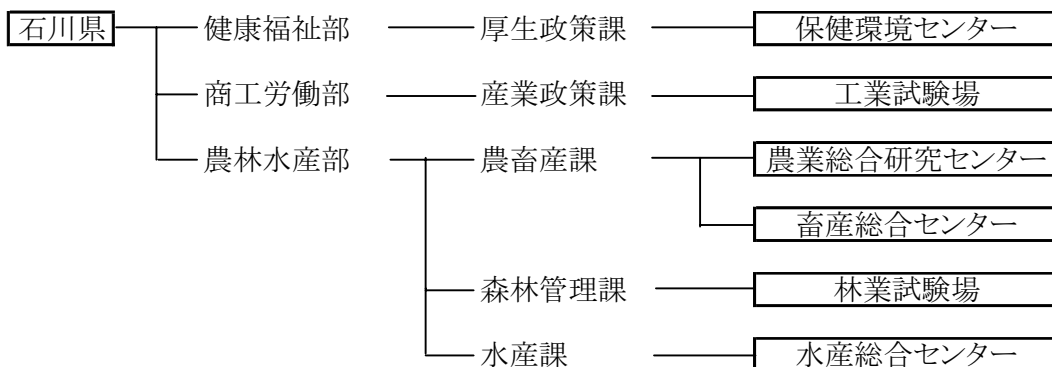 石川県 健康福祉部 厚生政策課 保健環境センター
商工労働部 産業政策課 工業試験場
農林水産部 農畜産課 農業総合研究センター
畜産総合センター
森林管理課 林業試験場
水産課 水産総合センター